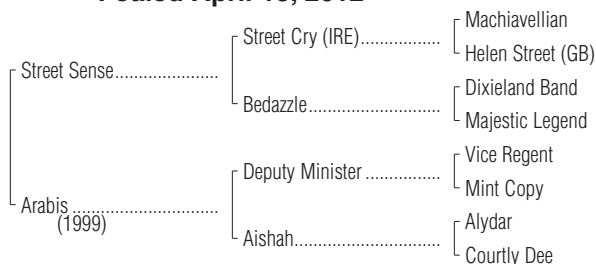 Foaled April 2012
Machiavellian
Street Cry (IRE)..................
Helen Street (GB)
Street Sense.......................
Dixieland Band
Bedazzle..............................
Majestic Legend
Vice Regent
Deputy Minister .................
Mint Copy
Arabis .................................
(1999)
Alydar
Aishah.................................
Courtly Dee